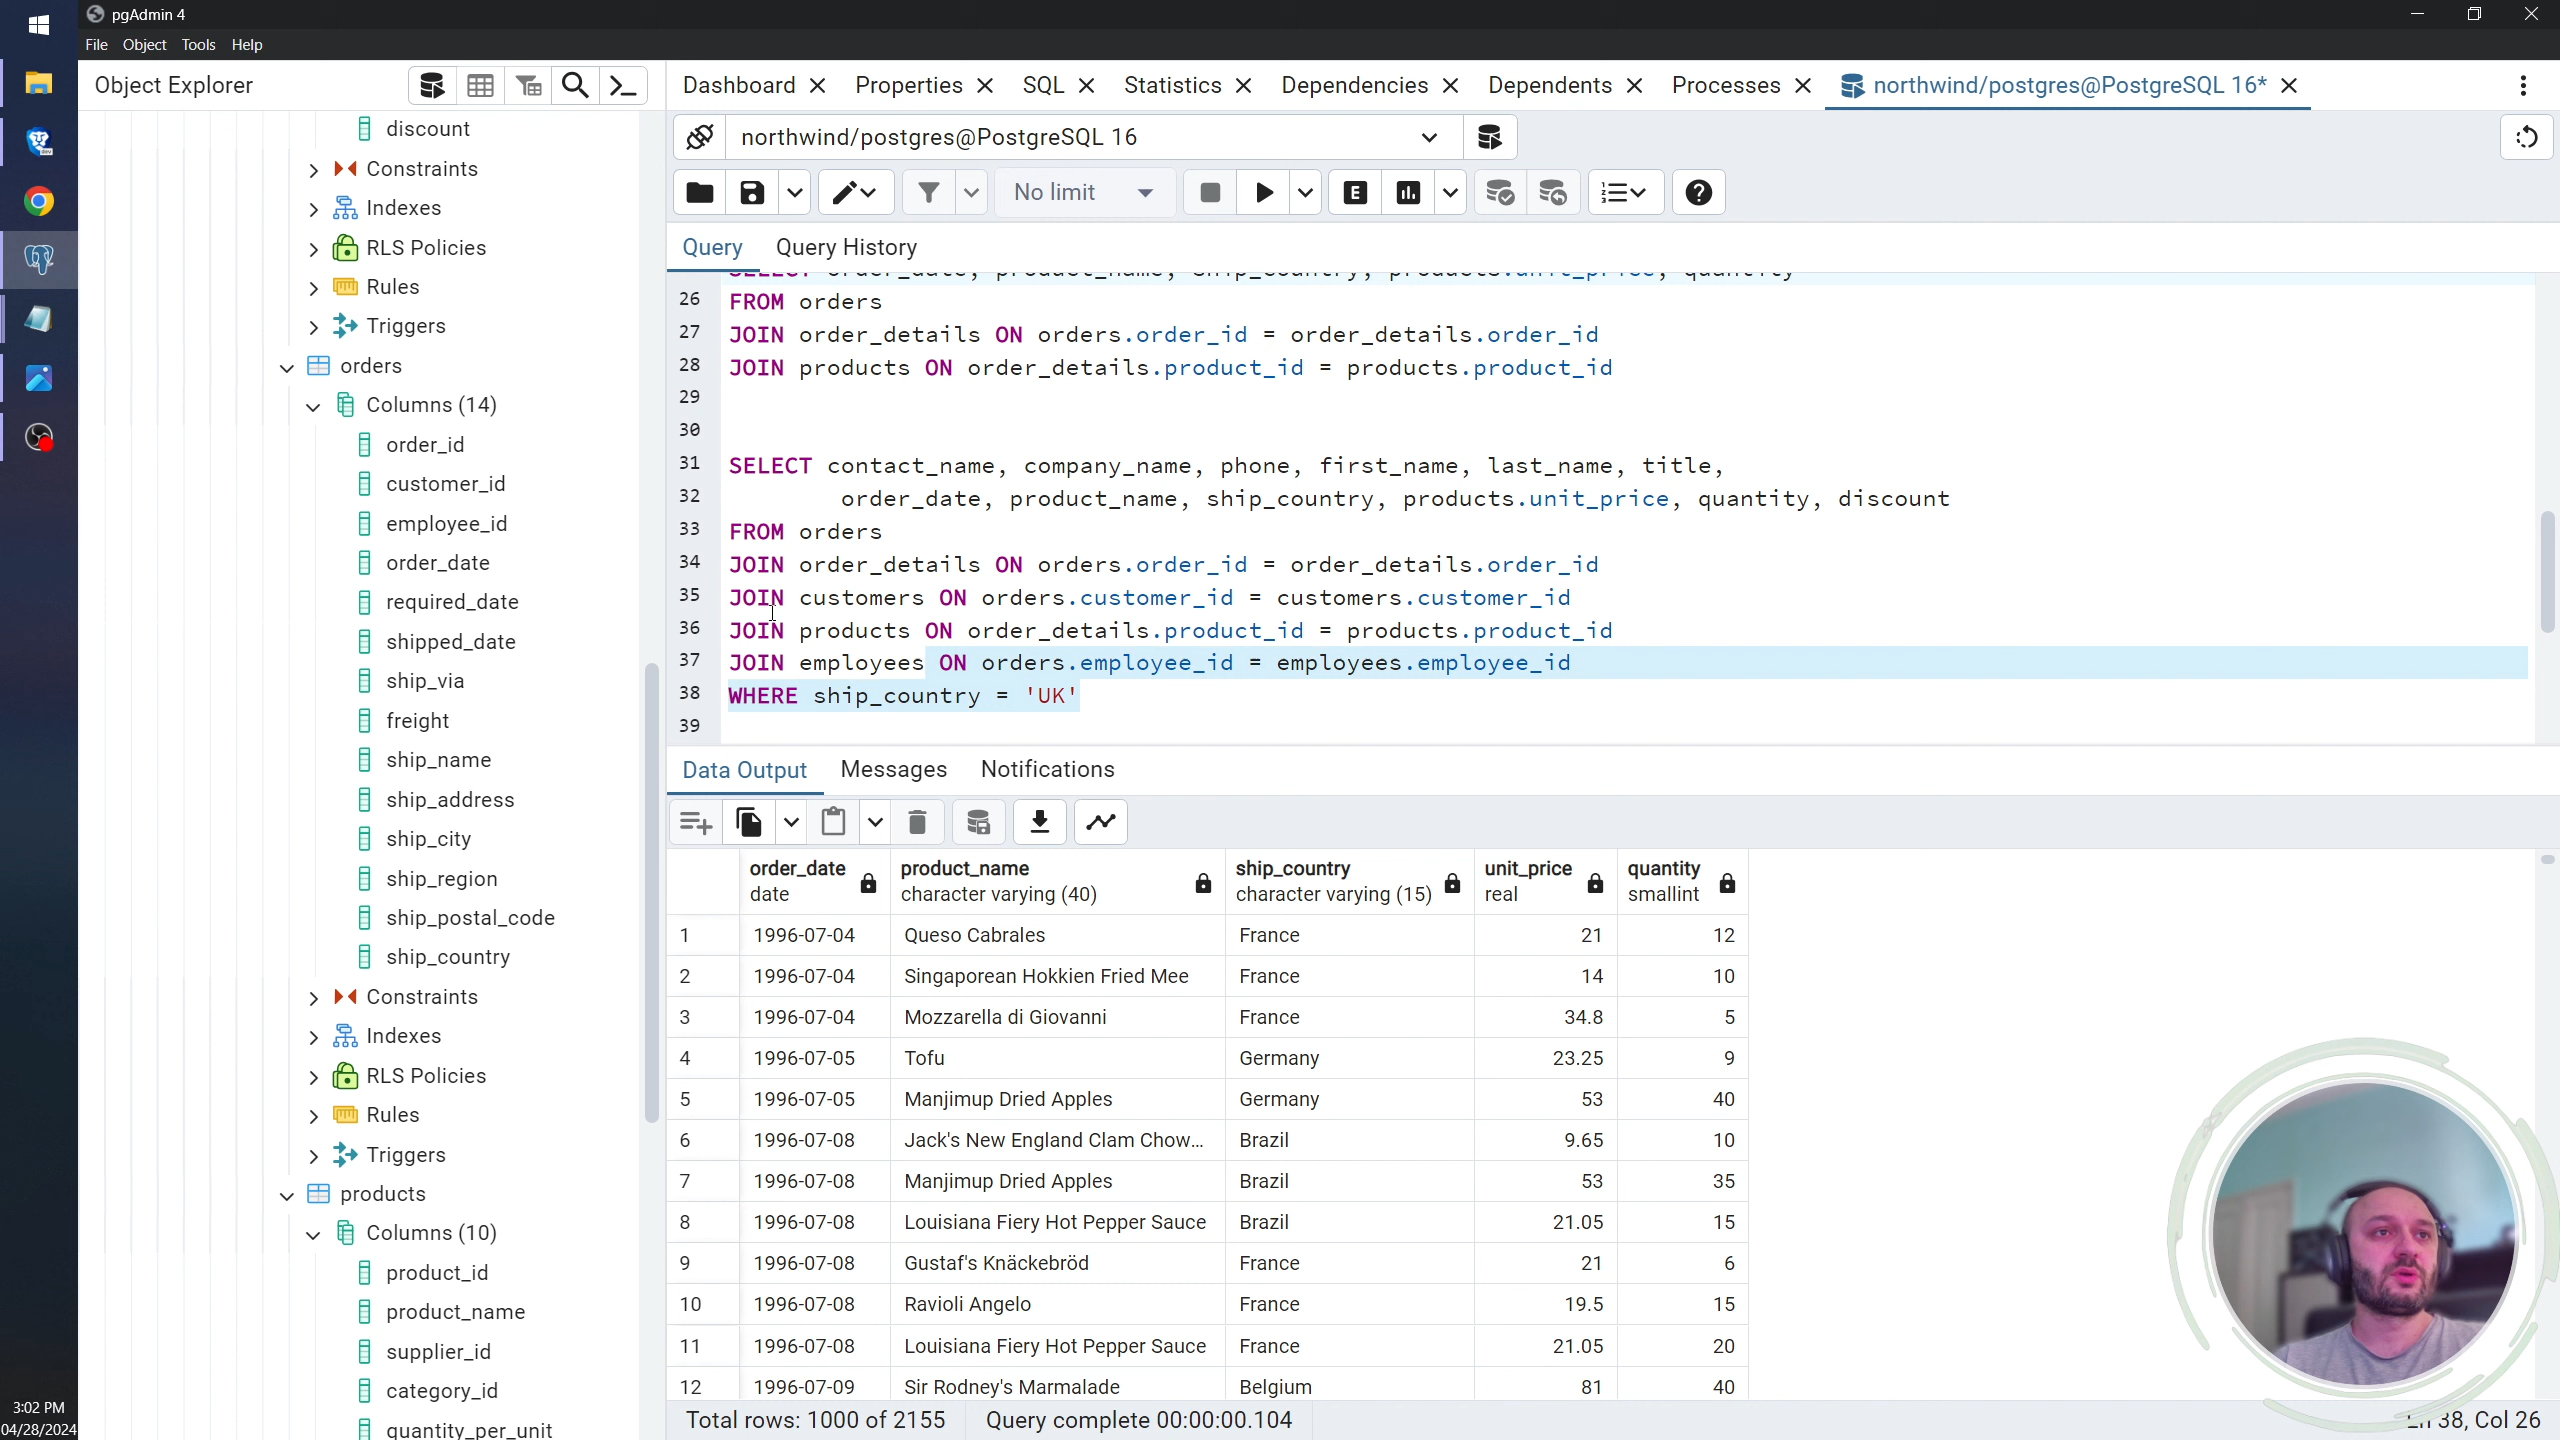 pgAdmin 4
File Object Tools Help
Object Explorer
Dashboard Properties SQL Statistics Dependencies Dependents Processes northwind/postgres@PostgreSQL 16*
northwind/postgres@PostgreSQL 16
No limit
E
Query Query History
discount
Constraints
Indexes
RLS Policies
Rules
Triggers
orders
Columns (14)
order_id
customer_id
employee_id
order_date
required_date
shipped_date
ship_via
freight
ship_name
ship_address
ship_city
ship_region
ship_postal_code
ship_country
Constraints
Indexes
RLS Policies
Rules
Triggers
products
Columns (10)
product_id
product_name
supplier_id
category_id
quantity_per_unit
SELECT order_date, product_name, ship_country, products.unit_price, quantity
26 FROM orders
27 JOIN order_details ON orders.order_id = order_details.order_id
28 JOIN products ON order_details.product_id = products.product_id
29
30
31 SELECT contact_name, company_name, phone, first_name, last_name, title,
32 order_date, product_name, ship_country, products.unit_price, quantity, discount
33 FROM orders
34 JOIN order_details ON orders.order_id = order_details.order_id
35 JOIN customers ON orders.customer_id = customers.customer_id
36 JOIN products ON order_details.product_id = products.product_id
37 JOIN employees ON orders.employee_id = employees.employee_id
38 WHERE ship_country = 'UK'
39
Data Output Messages Notifications
order_date product_name ship_country unit_price quantity
date character varying (40) character varying (15) real smallint
1 1996-07-04 Queso Cabrales France 21 12
2 1996-07-04 Singaporean Hokkien Fried Mee France 14 10
3 1996-07-04 Mozzarella di Giovanni France 34.8 5
4 1996-07-05 Tofu Germany 23.25 9
5 1996-07-05 Manjimup Dried Apples Germany 53 40
6 1996-07-08 Jack's New England Clam Chow... Brazil 9.65 10
7 1996-07-08 Manjimup Dried Apples Brazil 53 35
8 1996-07-08 Louisiana Fiery Hot Pepper Sauce Brazil 21.05 15
9 1996-07-08 Gustaf's Knäckebröd France 21 6
10 1996-07-08 Ravioli Angelo France 19.5 15
11 1996-07-08 Louisiana Fiery Hot Pepper Sauce France 21.05 20
12 1996-07-09 Sir Rodney's Marmalade Belgium 81 40
Total rows: 1000 of 2155 Query complete 00:00:00.104
Ln 38, Col 26
3:02 PM
04/28/2024